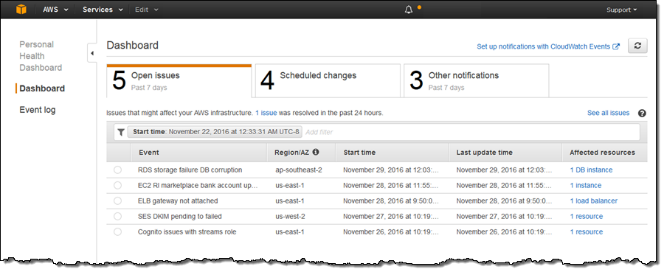 AWS Services Edit Support
Personal
Health
Dashboard
Dashboard
Event log
Dashboard
Set up notifications with CloudWatch Events
5 Open issues
Past 7 days
4 Scheduled changes
3 Other notifications
Past 7 days
Issues that might affect your AWS infrastructure. 1 issue was resolved in the past 24 hours.
See all issues
Start time: November 22, 2016 at 12:33:31 AM UTC-8 Add filter
Event Region/AZ Start time Last update time Affected resources
RDS storage failure DB corruption ap-southeast-2 November 29, 2016 at 12:03:... November 29, 2016 at 12:03:... 1 DB instance
EC2 RI marketplace bank account up... us-east-1 November 28, 2016 at 11:55:... November 28, 2016 at 11:55:... 1 instance
ELB gateway not attached us-east-1 November 28, 2016 at 9:50:0... November 28, 2016 at 9:50:0... 1 load balancer
SES DKIM pending to failed us-west-2 November 27, 2016 at 10:19:... November 27, 2016 at 10:19:... 1 resource
Cognito issues with streams role us-east-1 November 26, 2016 at 10:19:... November 26, 2016 at 10:19:... 1 resource